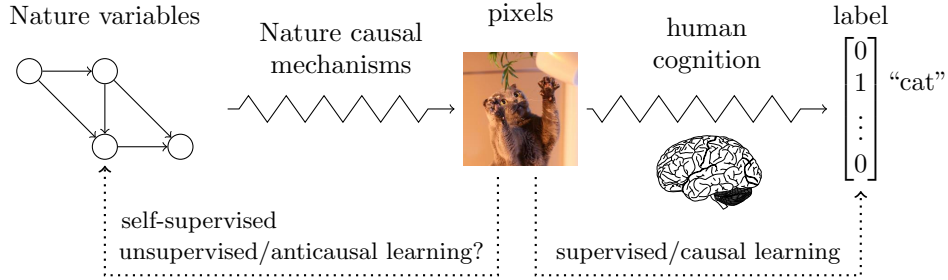 Nature variables
Nature causal
mechanisms
pixels
human
cognition
label
0
1
⋮
0
“cat”
self-supervised
unsupervised/anticausal learning?
supervised/causal learning